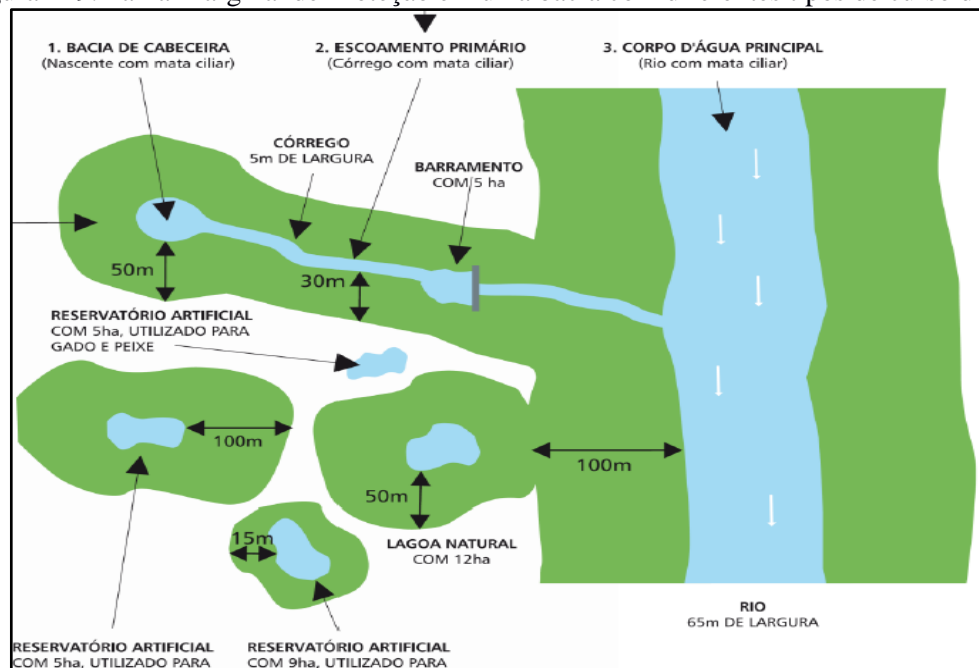 1. BACIA DE CABECEIRA
(Nascente com mata ciliar)
2. ESCOAMENTO PRIMÁRIO
(Córrego com mata ciliar)
3. CORPO D'ÁGUA PRINCIPAL
(Rio com mata ciliar)
CÓRREGO
5m DE LARGURA
BARRAMENTO
COM 5 ha
50m
30m
RESERVATÓRIO ARTIFICIAL
COM 5ha, UTILIZADO PARA
GADO E PEIXE
100m
100m
50m
15m
LAGOA NATURAL
COM 12ha
RIO
65m DE LARGURA
RESERVATÓRIO ARTIFICIAL
COM 5ha, UTILIZADO PARA
RESERVATÓRIO ARTIFICIAL
COM 9ha, UTILIZADO PARA